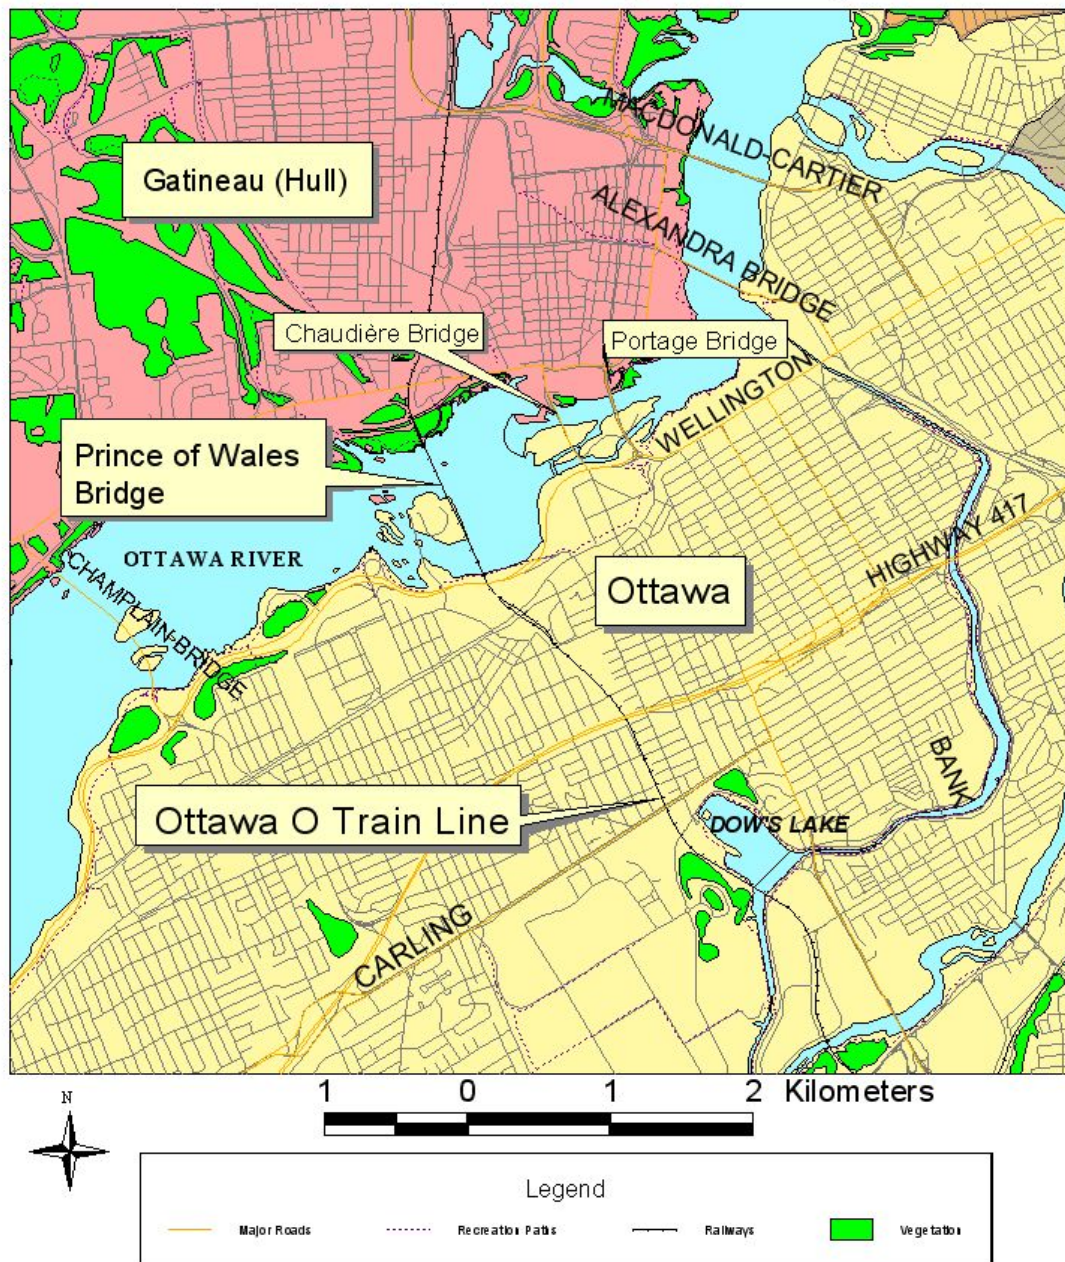 MACDONALD-CARTIER
Gatineau (Hull)
ALEXANDRA BRIDGE
Chaudière Bridge
Portage Bridge
WELLINGTON
Prince of Wales
Bridge
HIGHWAY 417
OTTAWA RIVER
CHAMPLAIN-BRIDGE
Ottawa
BANK
Ottawa O Train Line
DOW'S LAKE
CARLING
N
1 0 1 2 Kilometers
Legend
Major Roads Recreation Paths Railways Vegetation